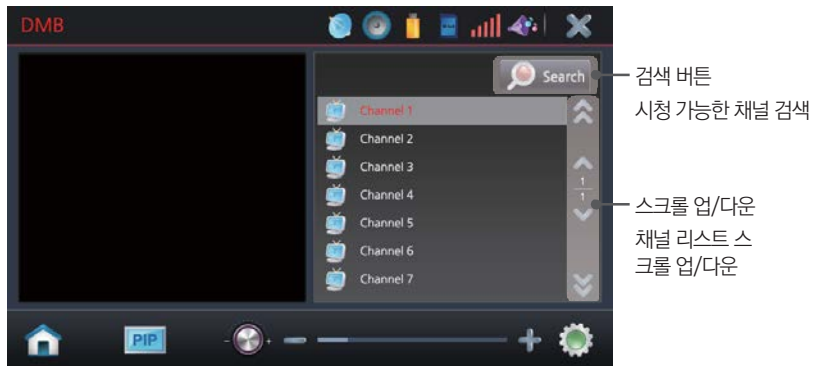 DMB
Search
Channel 1
Channel 2
Channel 3
Channel 4
Channel 5
Channel 6
Channel 7
1
1
PIP
- +
검색 버튼
시청 가능한 채널 검색
스크롤 업/다운
채널 리스트 스
크롤 업/다운